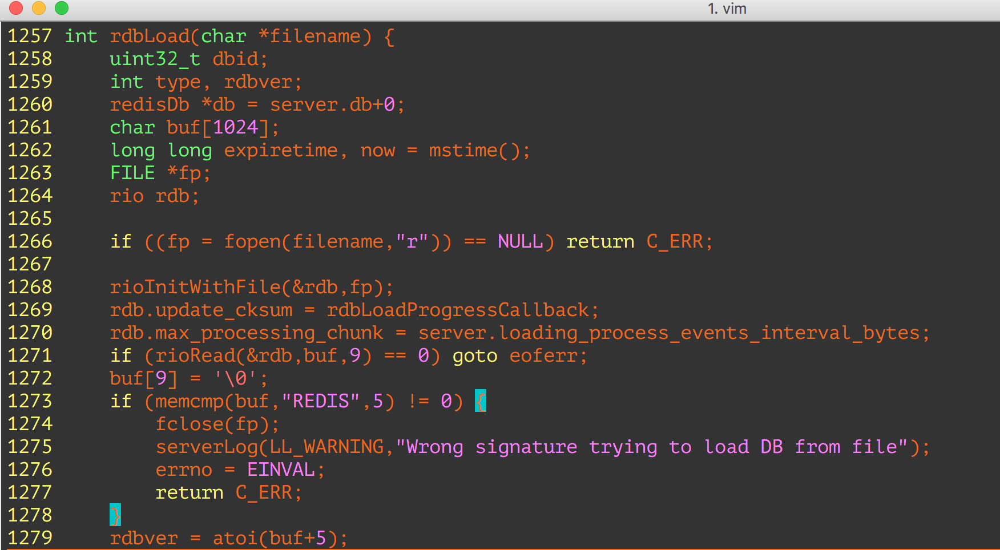 1. vim
1257 int rdbLoad(char *filename) {
1258     uint32_t dbid;
1259     int type, rdbver;
1260     redisDb *db = server.db+0;
1261     char buf[1024];
1262     long long expiretime, now = mstime();
1263     FILE *fp;
1264     rio rdb;
1265
1266     if ((fp = fopen(filename,"r")) == NULL) return C_ERR;
1267
1268     rioInitWithFile(&rdb,fp);
1269     rdb.update_cksum = rdbLoadProgressCallback;
1270     rdb.max_processing_chunk = server.loading_process_events_interval_bytes;
1271     if (rioRead(&rdb,buf,9) == 0) goto eoferr;
1272     buf[9] = '\0';
1273     if (memcmp(buf,"REDIS",5) != 0) {
1274         fclose(fp);
1275         serverLog(LL_WARNING,"Wrong signature trying to load DB from file");
1276         errno = EINVAL;
1277         return C_ERR;
1278     }
1279     rdbver = atoi(buf+5);